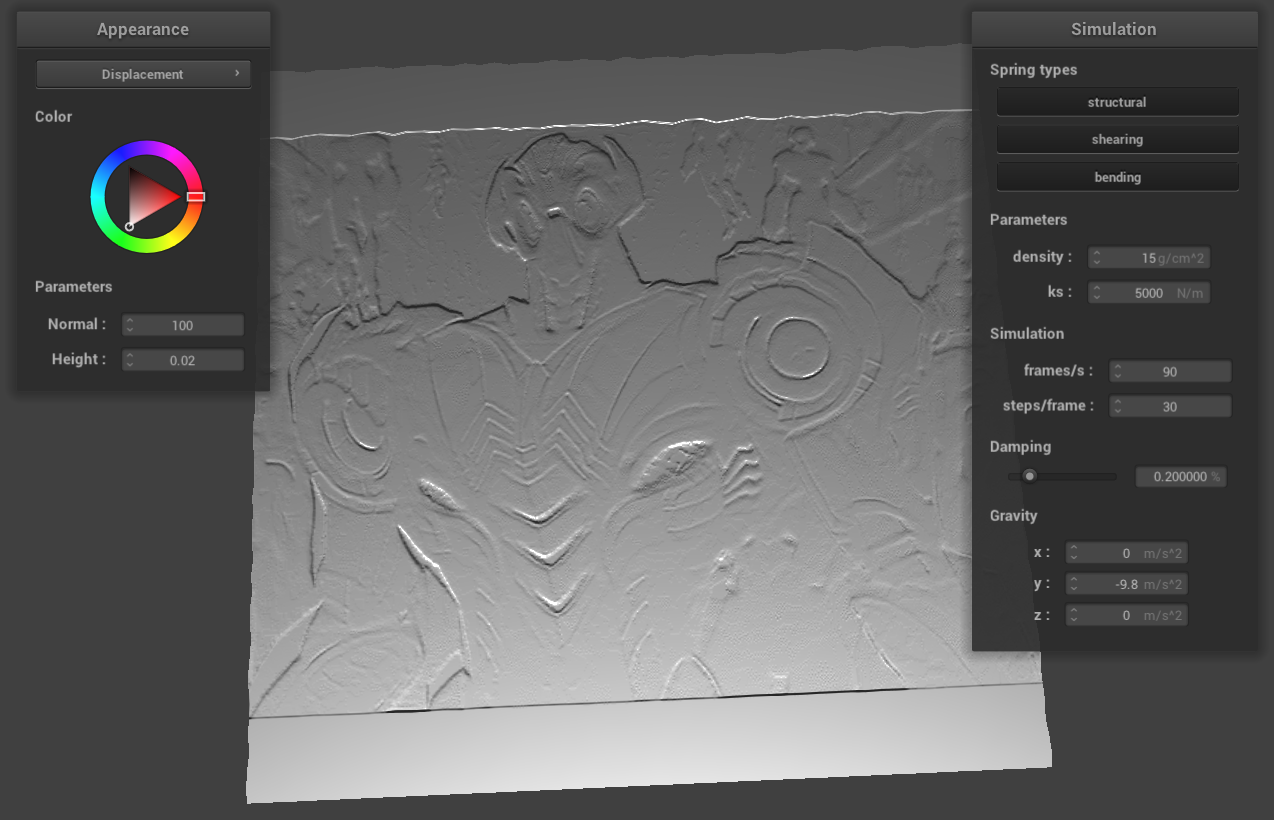 Appearance
Displacement ›
Color
Parameters
Normal : 100
Height : 0.02
Simulation
Spring types
structural
shearing
bending
Parameters
density : 15 g/cm^2
ks : 5000 N/m
Simulation
frames/s : 90
steps/frame : 30
Damping
0.200000 %
Gravity
x : 0 m/s^2
y : -9.8 m/s^2
z : 0 m/s^2